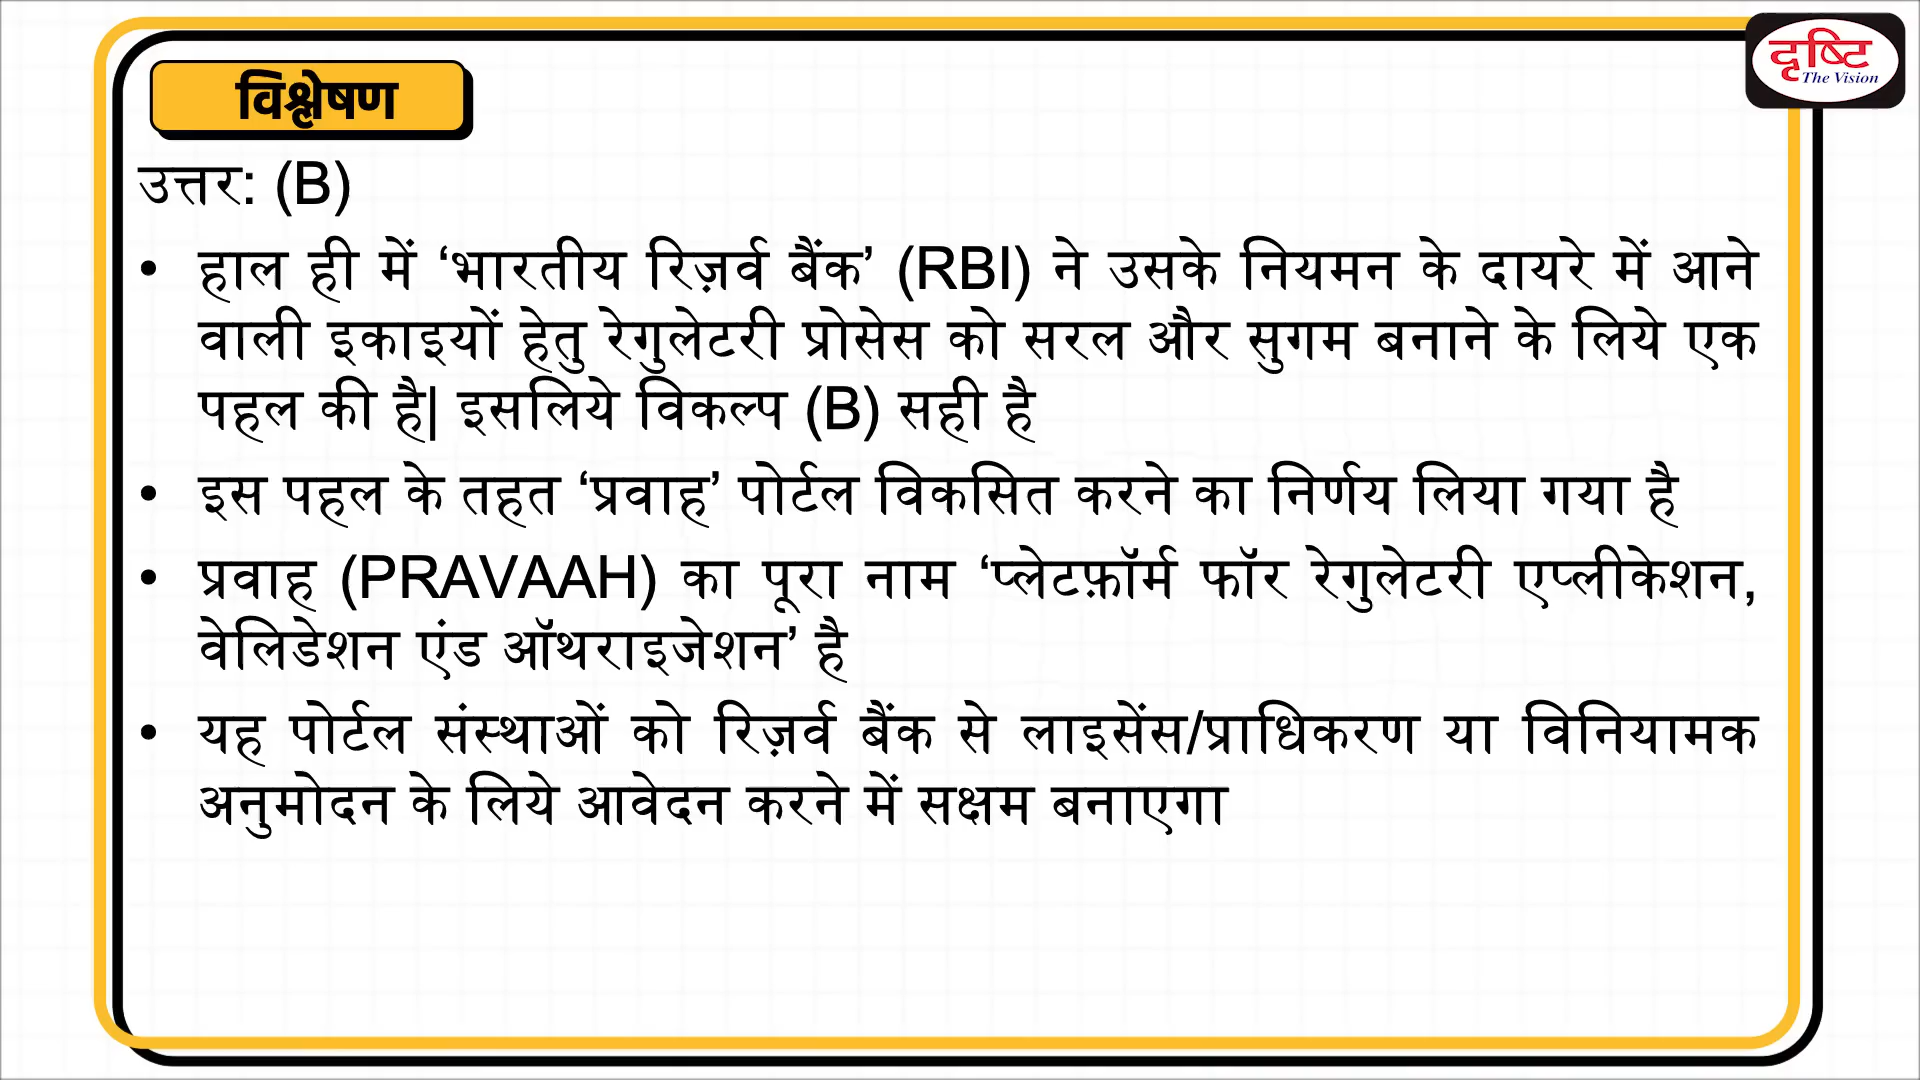 दृष्टि
The Vision
विश्लेषण
उत्तर: (B)
• हाल ही में ‘भारतीय रिज़र्व बैंक’ (RBI) ने उसके नियमन के दायरे में आने
वाली इकाइयों हेतु रेगुलेटरी प्रोसेस को सरल और सुगम बनाने के लिये एक
पहल की है| इसलिये विकल्प (B) सही है
• इस पहल के तहत ‘प्रवाह’ पोर्टल विकसित करने का निर्णय लिया गया है
• प्रवाह (PRAVAAH) का पूरा नाम ‘प्लेटफ़ॉर्म फॉर रेगुलेटरी एप्लीकेशन,
वेलिडेशन एंड ऑथराइजेशन’ है
• यह पोर्टल संस्थाओं को रिज़र्व बैंक से लाइसेंस/प्राधिकरण या विनियामक
अनुमोदन के लिये आवेदन करने में सक्षम बनाएगा